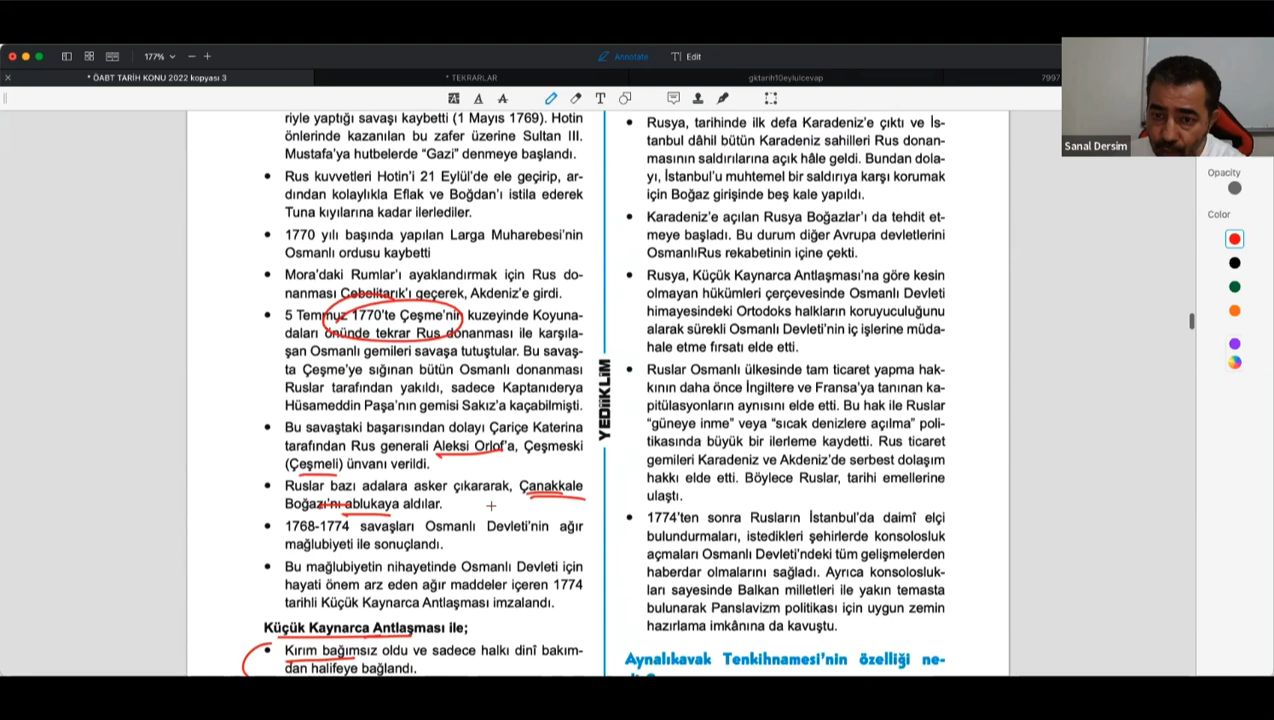 177%
Annotate
Edit
* ÖABT TARİH KONU 2022 kopyası 3
* TEKRARLAR
gktarih10eylulcevap
7997
riyle yaptığı savaşı kaybetti (1 Mayıs 1769). Hotin
önlerinde kazanılan bu zafer üzerine Sultan III.
Mustafa'ya hutbelerde “Gazi” denmeye başlandı.
• Rus kuvvetleri Hotin'i 21 Eylül'de ele geçirip, ar-
dından kolaylıkla Eflak ve Boğdan'ı istila ederek
Tuna kıyılarına kadar ilerlediler.
• 1770 yılı başında yapılan Larga Muharebesi'nin
Osmanlı ordusu kaybetti
• Mora'daki Rumlar'ı ayaklandırmak için Rus do-
nanması Cebelitarık'ı geçerek, Akdeniz'e girdi.
• 5 Temmuz 1770'te Çeşme'nin kuzeyinde Koyuna-
daları önünde tekrar Rus donanması ile karşıla-
şan Osmanlı gemileri savaşa tutuştular. Bu savaş-
ta Çeşme'ye sığınan bütün Osmanlı donanması
Ruslar tarafından yakıldı, sadece Kaptanıderya
Hüsameddin Paşa'nın gemisi Sakız'a kaçabilmişti.
• Bu savaştaki başarısından dolayı Çariçe Katerina
tarafından Rus generali Aleksi Orlof'a, Çeşmeski
(Çeşmeli) ünvanı verildi.
• Ruslar bazı adalara asker çıkararak, Çanakkale
Boğazı'nı ablukaya aldılar.
• 1768-1774 savaşları Osmanlı Devleti'nin ağır
mağlubiyeti ile sonuçlandı.
• Bu mağlubiyetin nihayetinde Osmanlı Devleti için
hayati önem arz eden ağır maddeler içeren 1774
tarihli Küçük Kaynarca Antlaşması imzalandı.
Küçük Kaynarca Antlaşması ile;
• Kırım bağımsız oldu ve sadece halkı dinî bakım-
dan halifeye bağlandı.
YEDİİKLİM
• Rusya, tarihinde ilk defa Karadeniz'e çıktı ve İs-
tanbul dâhil bütün Karadeniz sahilleri Rus donan-
masının saldırılarına açık hâle geldi. Bundan dola-
yı, İstanbul'u muhtemel bir saldırıya karşı korumak
için Boğaz girişinde beş kale yapıldı.
• Karadeniz'e açılan Rusya Boğazlar'ı da tehdit et-
meye başladı. Bu durum diğer Avrupa devletlerini
OsmanlıRus rekabetinin içine çekti.
• Rusya, Küçük Kaynarca Antlaşması'na göre kesin
olmayan hükümleri çerçevesinde Osmanlı Devleti
himayesindeki Ortodoks halkların koruyuculuğunu
alarak sürekli Osmanlı Devleti'nin iç işlerine müda-
hale etme fırsatı elde etti.
• Ruslar Osmanlı ülkesinde tam ticaret yapma hak-
kının daha önce İngiltere ve Fransa'ya tanınan ka-
pitülasyonların aynısını elde etti. Bu hak ile Ruslar
“güneye inme” veya “sıcak denizlere açılma” poli-
tikasında büyük bir ilerleme kaydetti. Rus ticaret
gemileri Karadeniz ve Akdeniz'de serbest dolaşım
hakkı elde etti. Böylece Ruslar, tarihi emellerine
ulaştı.
• 1774'ten sonra Rusların İstanbul'da daimî elçi
bulundurmaları, istedikleri şehirlerde konsolosluk
açmaları Osmanlı Devleti'ndeki tüm gelişmelerden
haberdar olmalarını sağladı. Ayrıca konsolosluk-
ları sayesinde Balkan milletleri ile yakın temasta
bulunarak Panslavizm politikası için uygun zemin
hazırlama imkânına da kavuştu.
Aynalıkavak Tenkihnamesi'nin özelliği ne-
Sanal Dersim
Opacity
Color